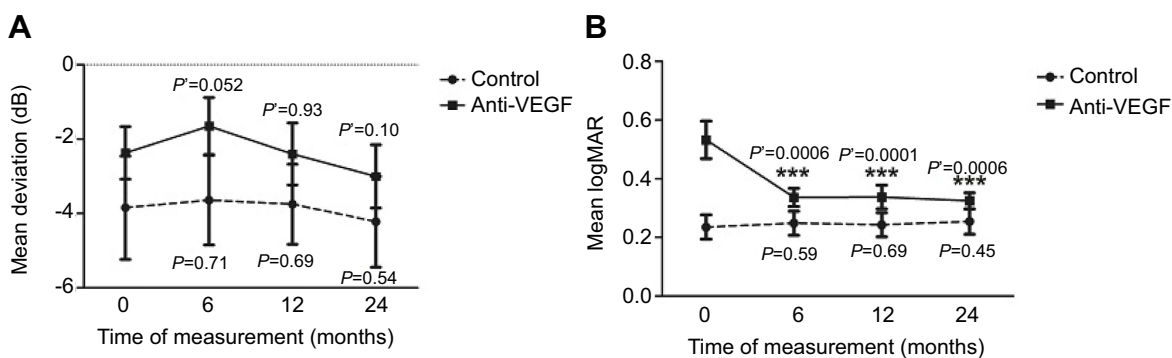 A
0
-2
-4
-6
Mean deviation (dB)
P'=0.052
P'=0.93
P'=0.10
P=0.71
P=0.69
P=0.54
0 6 12 24
Time of measurement (months)
Control
Anti-VEGF
B
0.8
0.6
0.4
0.2
0.0
Mean logMAR
P'=0.0006
P'=0.0001
P'=0.0006
*** *** ***
P=0.59
P=0.69
P=0.45
0 6 12 24
Time of measurement (months)
Control
Anti-VEGF